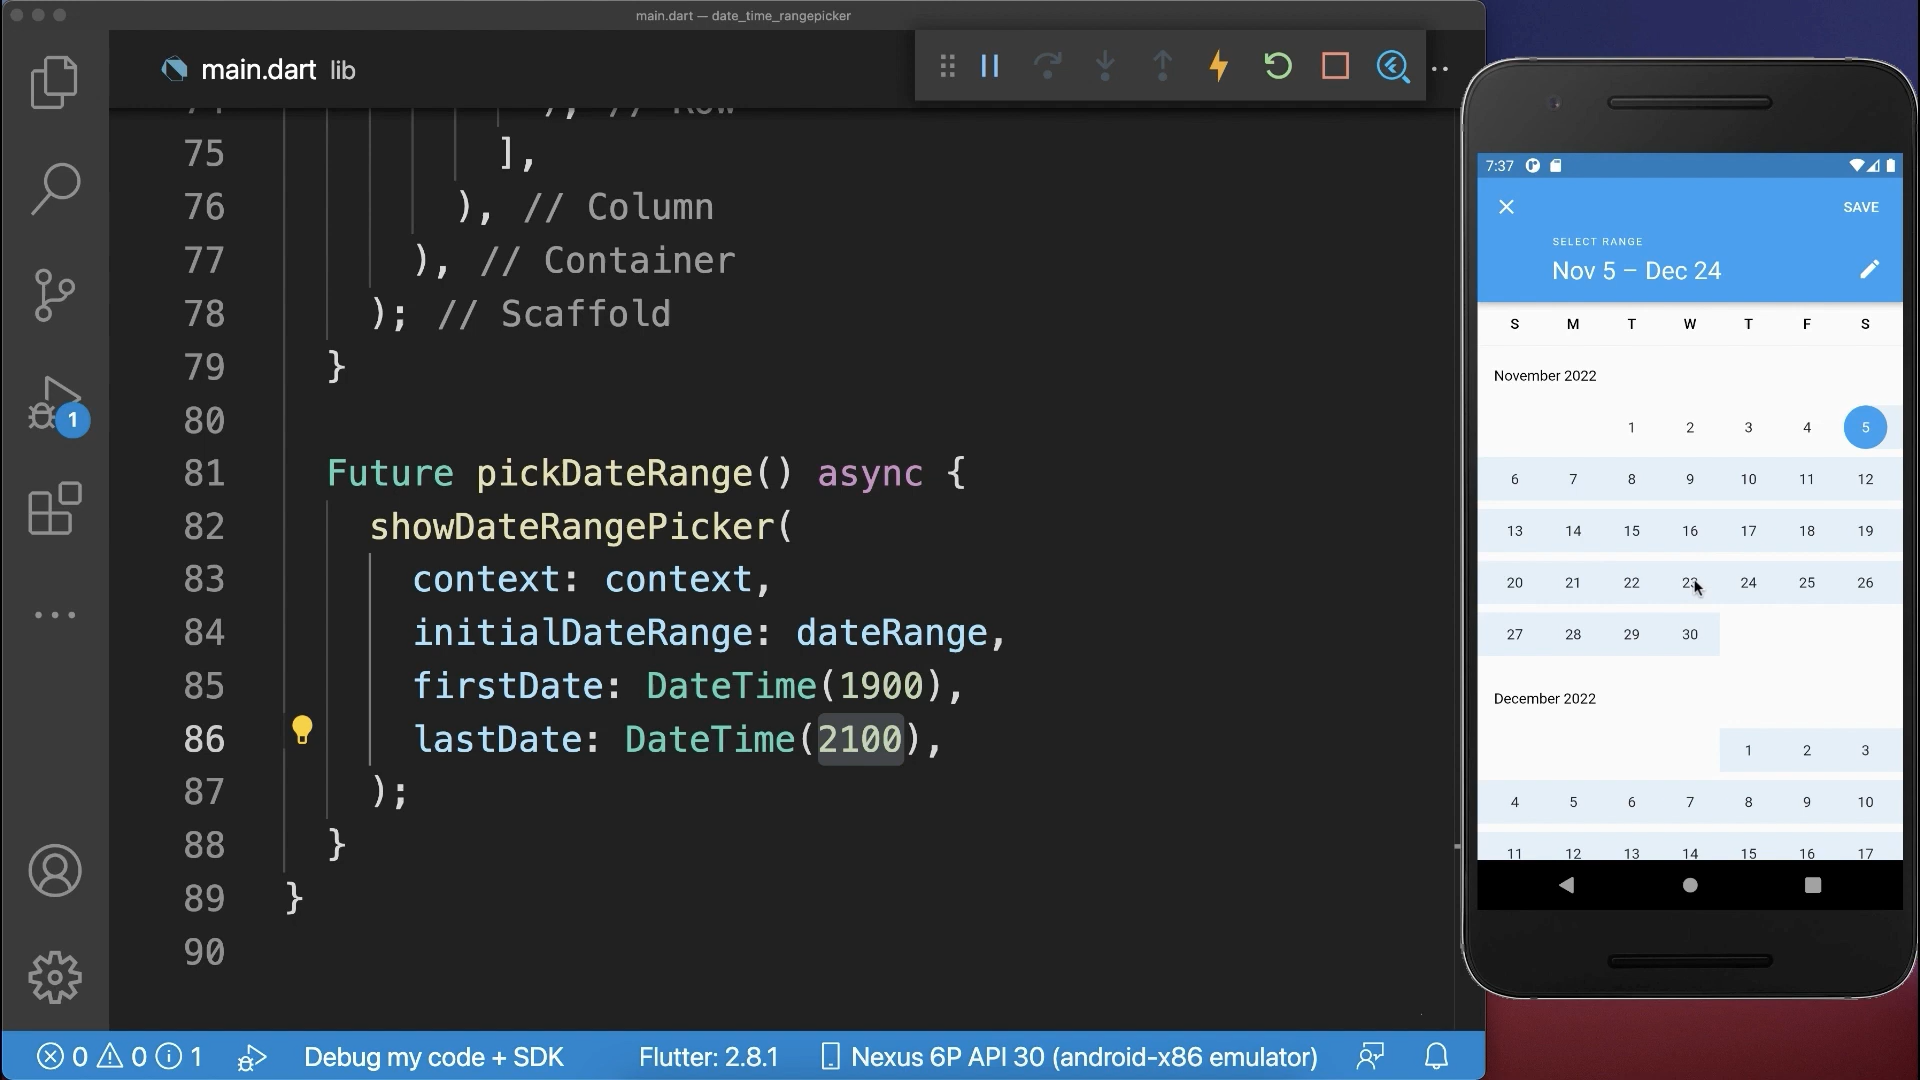 main.dart — date_time_rangepicker
main.dart lib
74 ), // Row
75 ],
76 ), // Column
77 ), // Container
78 ); // Scaffold
79 }
80
81 Future pickDateRange() async {
82 showDateRangePicker(
83 context: context,
84 initialDateRange: dateRange,
85 firstDate: DateTime(1900),
86 lastDate: DateTime(2100),
87 );
88 }
89 }
90
1
0 0 1 Debug my code + SDK Flutter: 2.8.1 Nexus 6P API 30 (android-x86 emulator)
7:37
SAVE
SELECT RANGE
Nov 5 – Dec 24
S M T W T F S
November 2022
1 2 3 4 5
6 7 8 9 10 11 12
13 14 15 16 17 18 19
20 21 22 23 24 25 26
27 28 29 30
December 2022
1 2 3
4 5 6 7 8 9 10
11 12 13 14 15 16 17